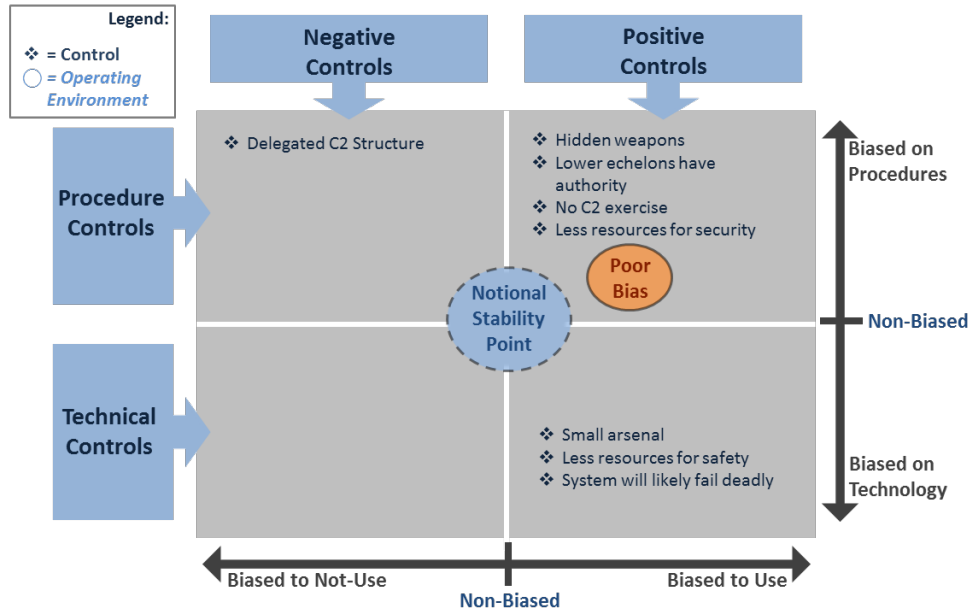 Legend:
❖ = Control
= Operating
Environment
Negative
Controls
Positive
Controls
Procedure
Controls
❖ Delegated C2 Structure
❖ Hidden weapons
❖ Lower echelons have
authority
❖ No C2 exercise
❖ Less resources for security
Poor
Bias
Notional
Stability
Point
Biased on
Procedures
Non-Biased
Technical
Controls
❖ Small arsenal
❖ Less resources for safety
❖ System will likely fail deadly
Biased on
Technology
Biased to Not-Use
Biased to Use
Non-Biased